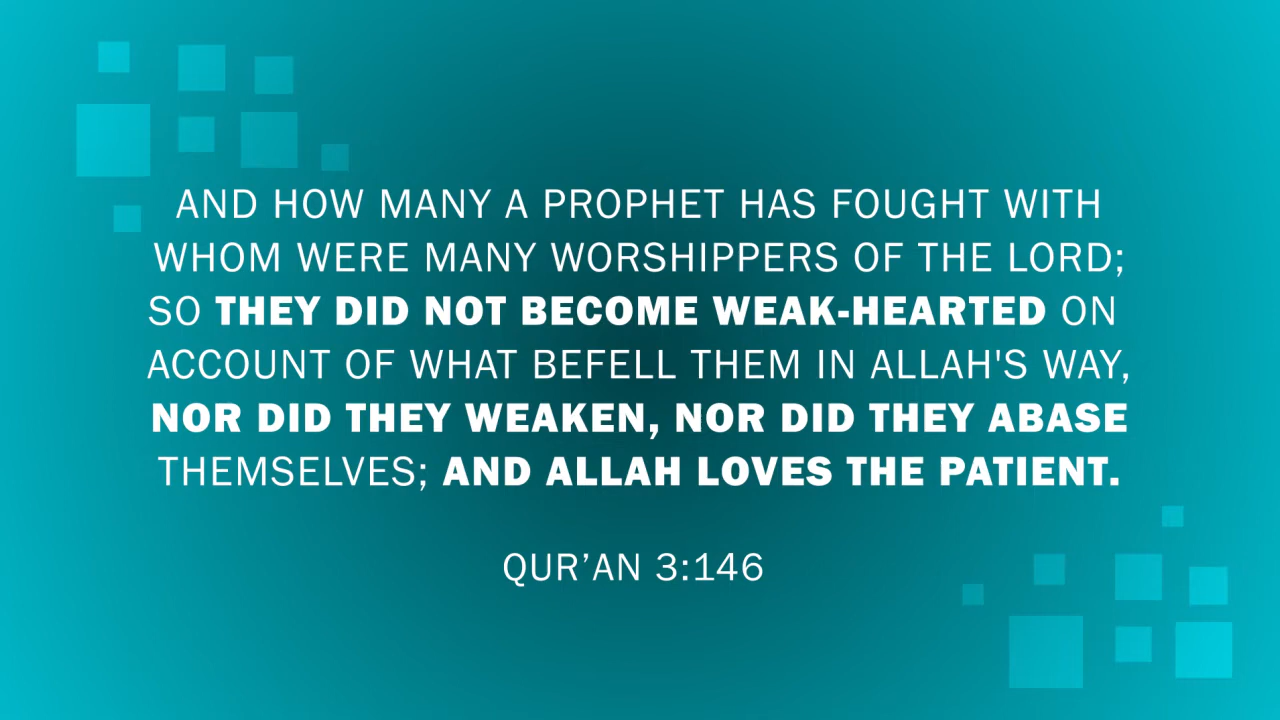 AND HOW MANY A PROPHET HAS FOUGHT WITH
WHOM WERE MANY WORSHIPPERS OF THE LORD;
SO THEY DID NOT BECOME WEAK-HEARTED ON
ACCOUNT OF WHAT BEFELL THEM IN ALLAH'S WAY,
NOR DID THEY WEAKEN, NOR DID THEY ABASE
THEMSELVES; AND ALLAH LOVES THE PATIENT.
QUR’AN 3:146